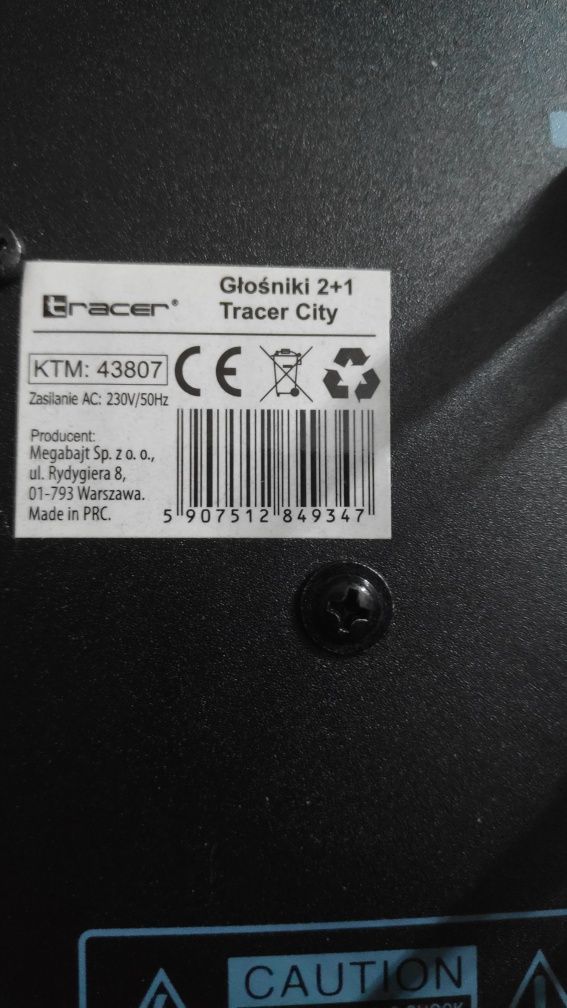 tracer®
Głośniki 2+1
Tracer City
KTM: 43807
CE
Zasilanie AC: 230V/50Hz
Producent:
Megabajt Sp. z o. o.,
ul. Rydygiera 8,
01-793 Warszawa.
Made in PRC.
5 907512 849347
CAUTION